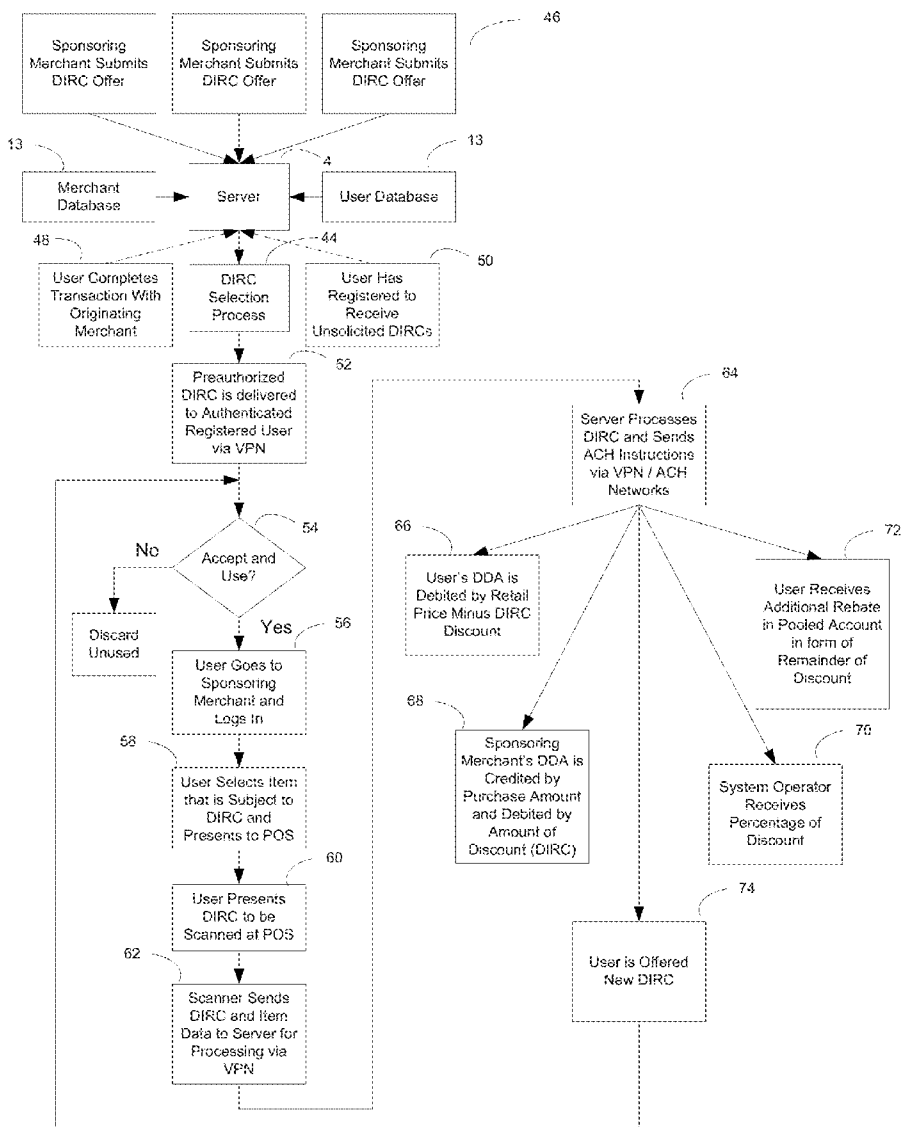 46
Sponsoring
Merchant Submits
DIRC Offer
Sponsoring
Merchant Submits
DIRC Offer
Sponsoring
Merchant Submits
DIRC Offer
13
4
13
Merchant
Database
Server
User Database
48
44
50
User Completes
Transaction With
Originating
Merchant
DIRC
Selection
Process
User Has
Registered to
Receive
Unsolicited DIRCs
52
Preauthorized
DIRC is delivered
to Authenticated
Registered User
via VPN
64
Server Processes
DIRC and Sends
ACH Instructions
via VPN / ACH
Networks
54
No
Accept and
Use?
Yes
Discard
Unused
66
User's DDA is
Debited by Retail
Price Minus DIRC
Discount
72
User Receives
Additional Rebate
in Pooled Account
in form of
Remainder of
Discount
56
User Goes to
Sponsoring
Merchant and
Logs In
68
Sponsoring
Merchant's DDA is
Credited by
Purchase Amount
and Debited by
Amount of
Discount (DIRC)
70
System Operator
Receives
Percentage of
Discount
58
User Selects Item
that is Subject to
DIRC and
Presents to POS
60
User Presents
DIRC to be
Scanned at POS
62
Scanner Sends
DIRC and Item
Data to Server for
Processing via
VPN
74
User is Offered
New DIRC